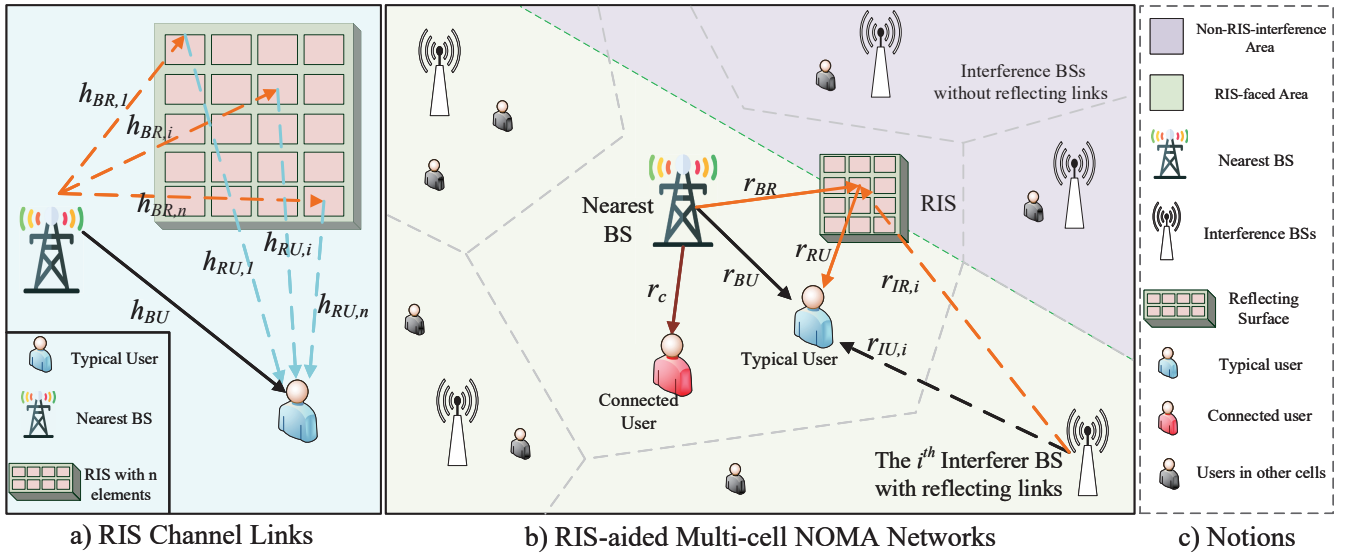 h_{BR,1}
h_{BR,i}
h_{BR,n}
h_{RU,1}
h_{RU,i}
h_{RU,n}
h_{BU}
Typical User
Nearest BS
RIS with n
elements
a) RIS Channel Links
Interference BSs
without reflecting links
Nearest
BS
r_{BR}
RIS
r_{RU}
r_{BU}
r_{IR,i}
r_c
r_{IU,i}
Typical User
Connected
User
The i^{th} Interferer BS
with reflecting links
b) RIS-aided Multi-cell NOMA Networks
Non-RIS-interference
Area
RIS-faced Area
Nearest BS
Interference BSs
Reflecting
Surface
Typical user
Connected user
Users in other cells
c) Notions